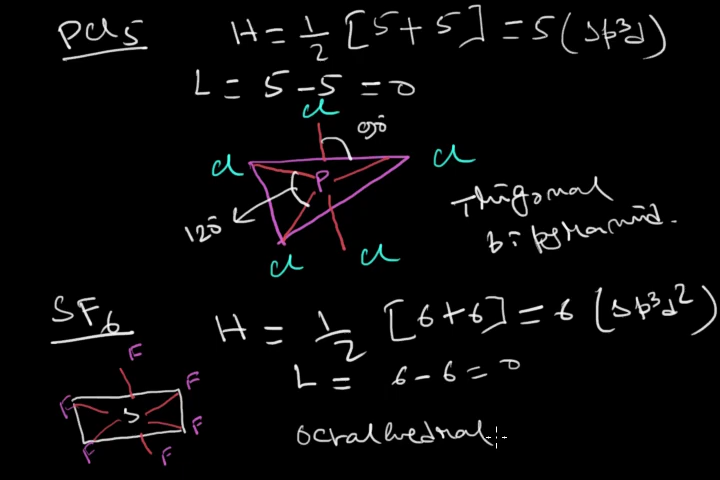 PCl5 H = 1/2 [5+5] = 5 (sp³d)
L = 5 - 5 = 0
Cl
90°
Cl P Cl
120°
Cl Cl
Trigonal
bipyramid.
SF6 H = 1/2 [6+6] = 6 (sp³d²)
L = 6 - 6 = 0
F
F F
S
F F
F
octalhedral